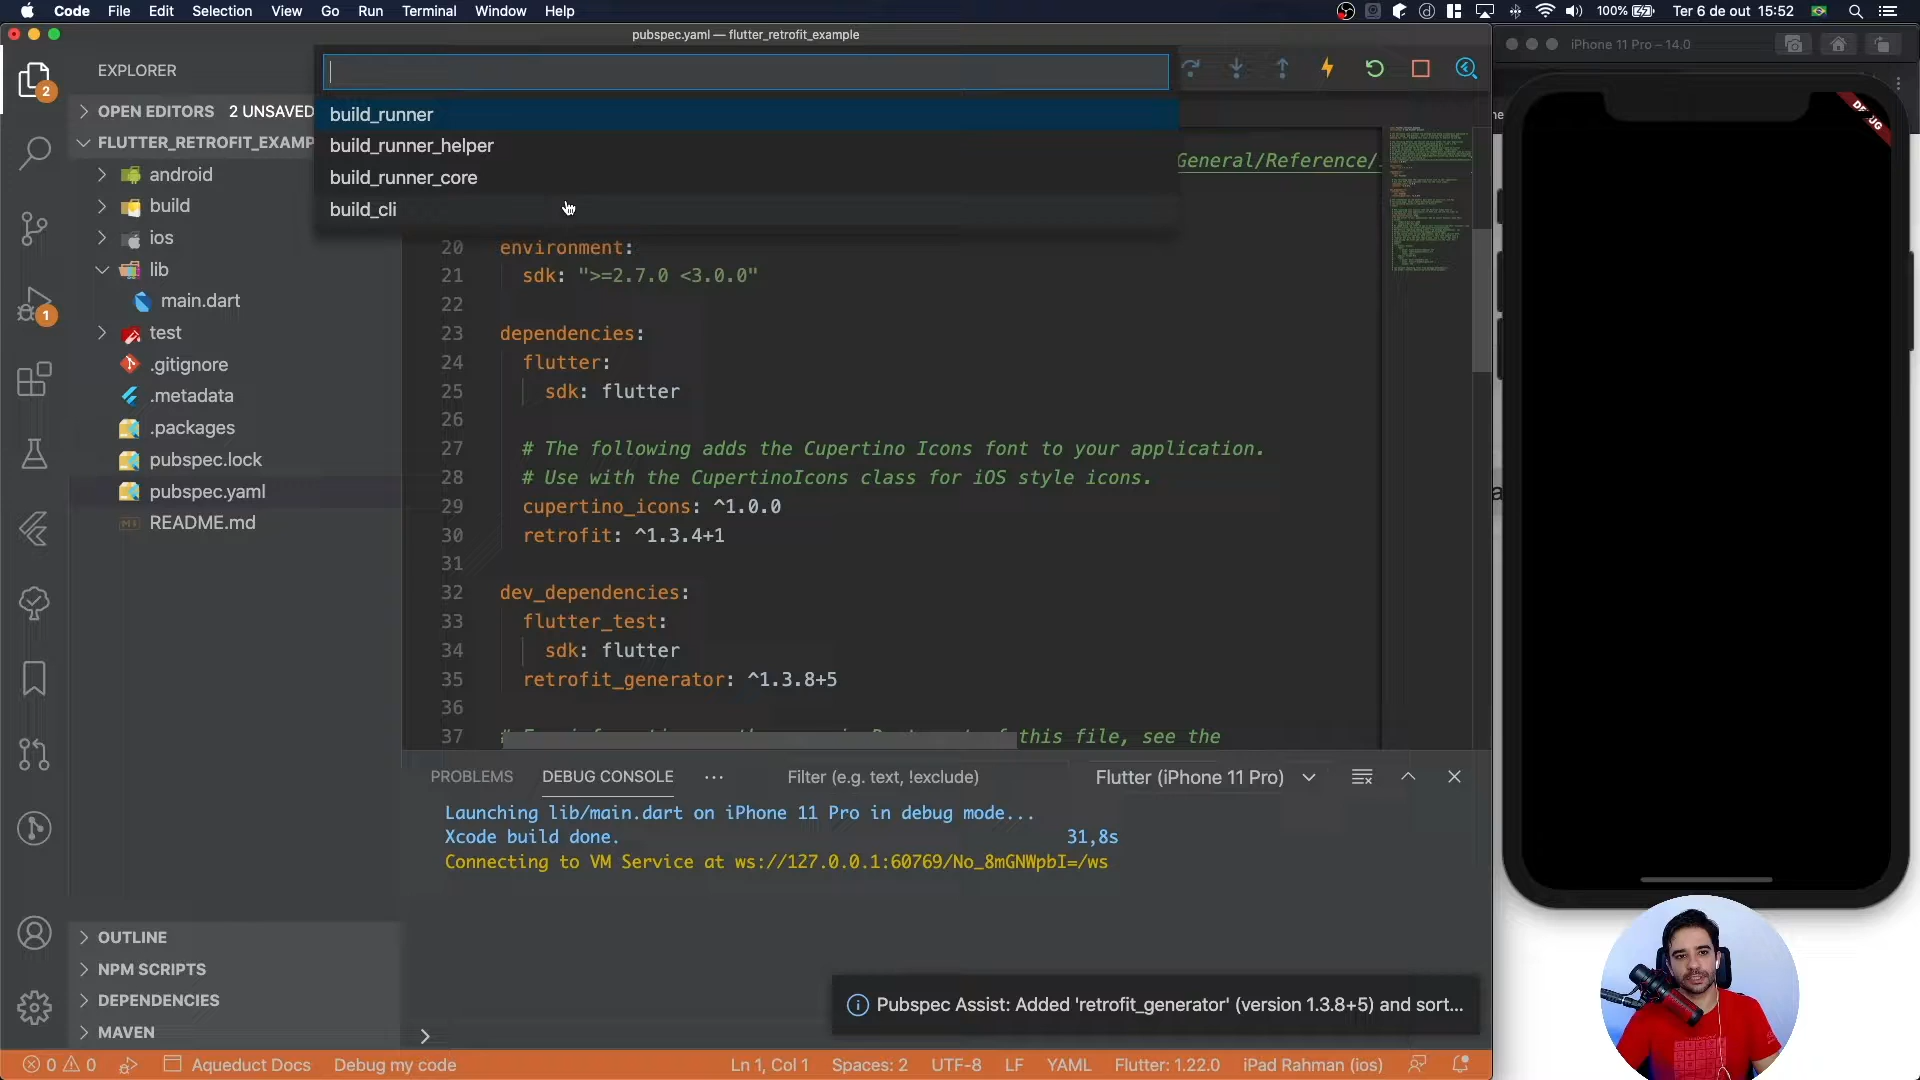 Code File Edit Selection View Go Run Terminal Window Help
100% Ter 6 de out 15:52
pubspec.yaml — flutter_retrofit_example
iPhone 11 Pro – 14.0
EXPLORER
2
OPEN EDITORS 2 UNSAVED
FLUTTER_RETROFIT_EXAMP
android
build
ios
lib
main.dart
test
.gitignore
.metadata
.packages
pubspec.lock
pubspec.yaml
README.md
1
OUTLINE
NPM SCRIPTS
DEPENDENCIES
MAVEN
build_runner
build_runner_helper
build_runner_core
build_cli
General/Reference/
20 environment:
21 sdk: ">=2.7.0 <3.0.0"
22
23 dependencies:
24 flutter:
25 sdk: flutter
26
27 # The following adds the Cupertino Icons font to your application.
28 # Use with the CupertinoIcons class for iOS style icons.
29 cupertino_icons: ^1.0.0
30 retrofit: ^1.3.4+1
31
32 dev_dependencies:
33 flutter_test:
34 sdk: flutter
35 retrofit_generator: ^1.3.8+5
36
37 this file, see the
PROBLEMS DEBUG CONSOLE ··· Filter (e.g. text, !exclude) Flutter (iPhone 11 Pro)
Launching lib/main.dart on iPhone 11 Pro in debug mode...
Xcode build done. 31,8s
Connecting to VM Service at ws://127.0.0.1:60769/No_8mGNWpbI=/ws
Pubspec Assist: Added 'retrofit_generator' (version 1.3.8+5) and sort...
0 0 Aqueduct Docs Debug my code Ln 1, Col 1 Spaces: 2 UTF-8 LF YAML Flutter: 1.22.0 iPad Rahman (ios)
DEBUG